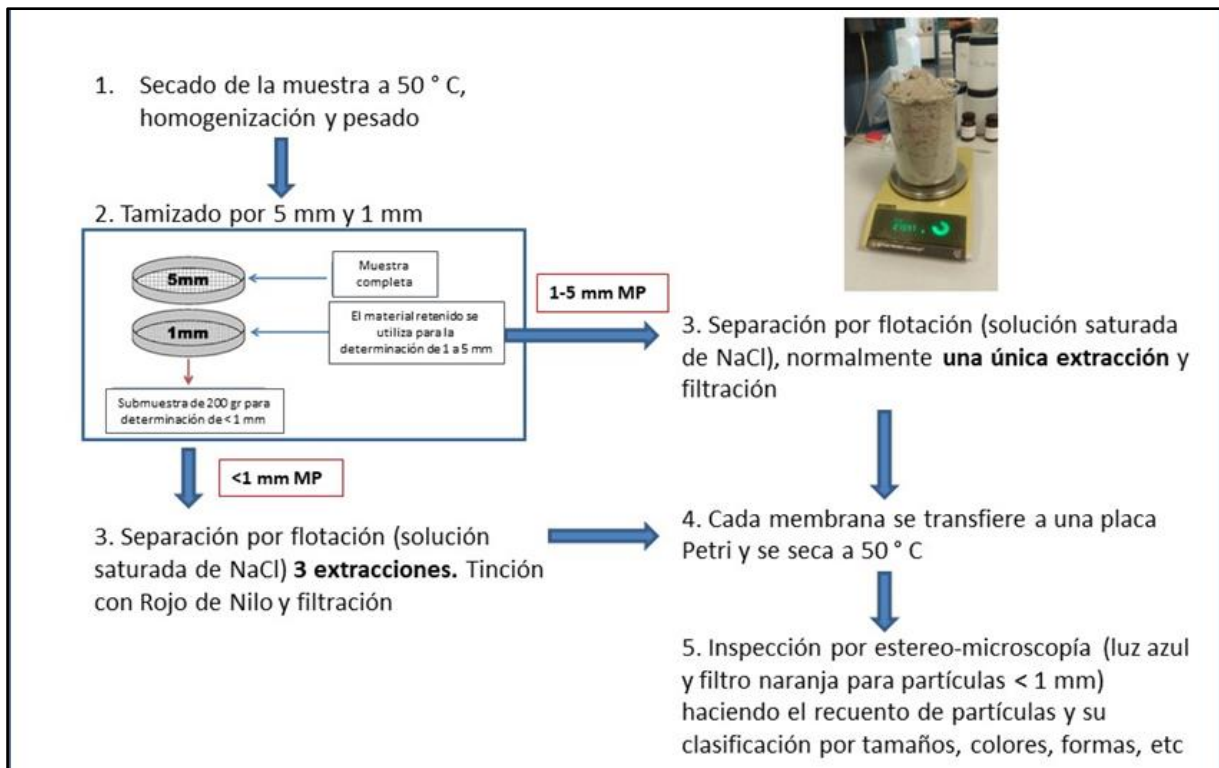 1. Secado de la muestra a 50 ° C,
homogenización y pesado
2. Tamizado por 5 mm y 1 mm
5mm
Muestra
completa
1mm
El material retenido se
utiliza para la
determinación de 1 a 5 mm
Submuestra de 200 gr para
determinación de < 1 mm
1-5 mm MP
<1 mm MP
3. Separación por flotación (solución
saturada de NaCl), normalmente una única extracción y
filtración
3. Separación por flotación (solución
saturada de NaCl) 3 extracciones. Tinción
con Rojo de Nilo y filtración
4. Cada membrana se transfiere a una placa
Petri y se seca a 50 ° C
5. Inspección por estereo-microscopía (luz azul
y filtro naranja para partículas < 1 mm)
haciendo el recuento de partículas y su
clasificación por tamaños, colores, formas, etc